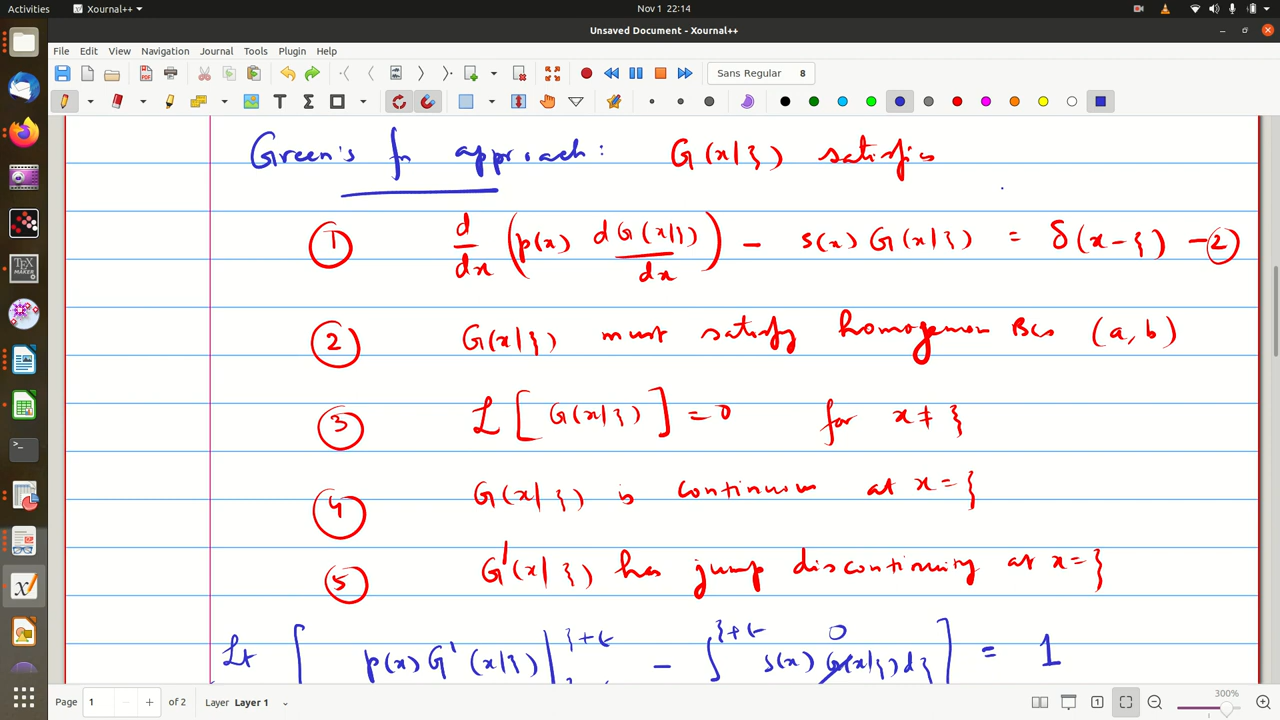 Activities Xournal++ Nov 1 22:14
Unsaved Document - Xournal++
File Edit View Navigation Journal Tools Plugin Help
Sans Regular 8
Green's fn approach: G(x|ξ) satisfies
① d/dx (p(x) dG(x|ξ)/dx) - s(x) G(x|ξ) = δ(x-ξ) -②
② G(x|ξ) must satisfy homogenous BCs (a,b)
③ L[G(x|ξ)] = 0 for x≠ξ
④ G(x|ξ) is continuous at x=ξ
⑤ G'(x|ξ) has jump discontinuity at x=ξ
Lt [ p(x) G'(x|ξ)| ξ+ε - ∫ ξ+ε s(x) G(x|ξ) dξ 0 ] = 1
Page 1 of 2 Layer Layer 1 300%